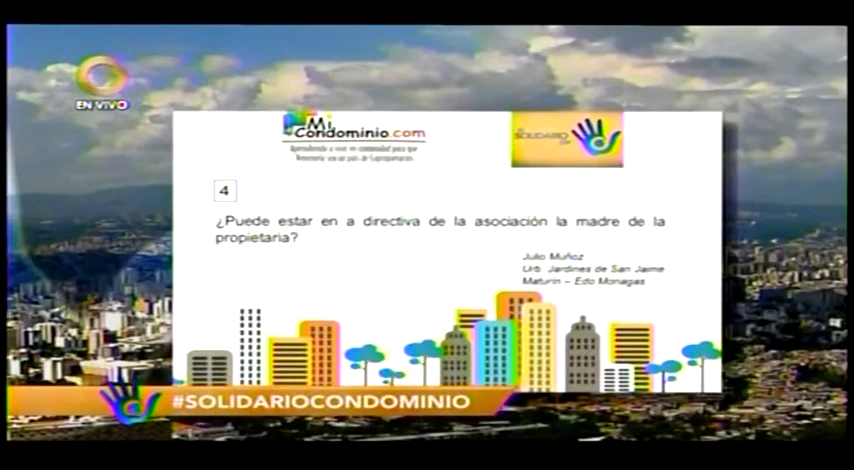 EN VIVO
Mi
Condominio.com
Aprendiendo a vivir en comunidad para que
Venezuela sea un país de Copropietarios
SOLIDARIO
4
¿Puede estar en a directiva de la asociación la madre de la
propietaria?
Julio Muñoz
Urb. Jardines de San Jaime
Maturín – Edo Monagas
#SOLIDARIOCONDOMINIO